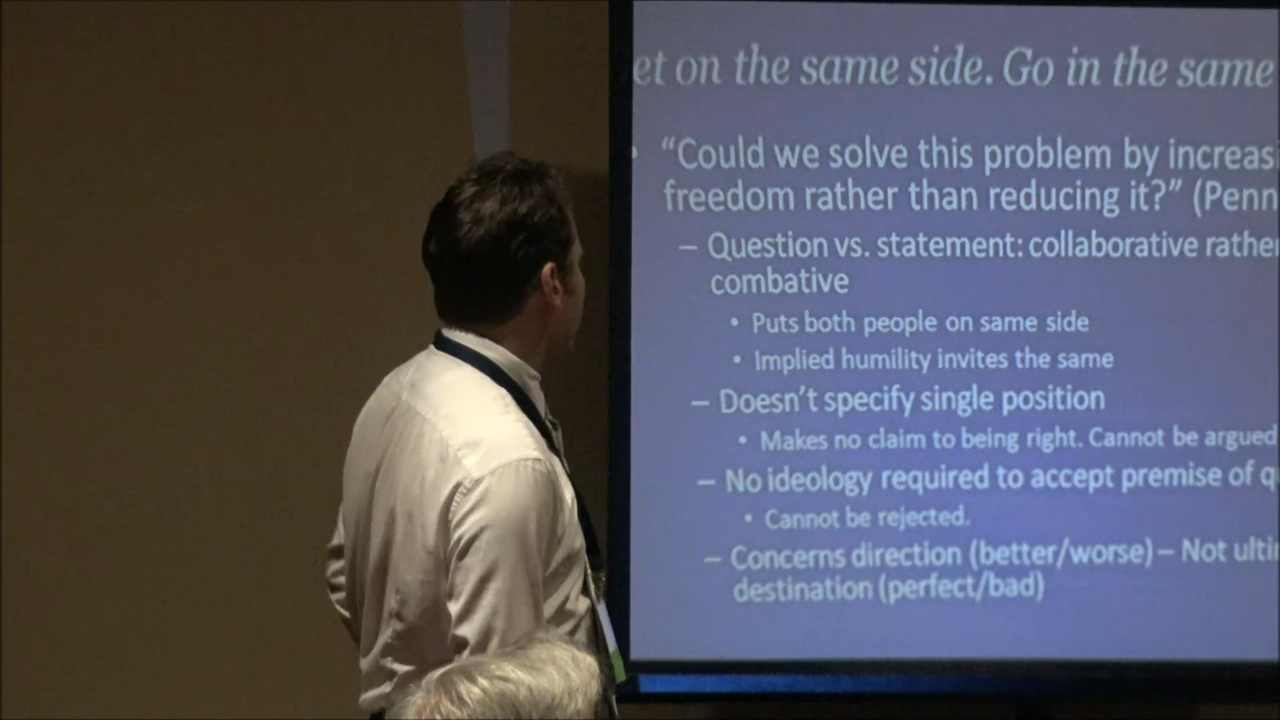 et on the same side. Go in the same
• “Could we solve this problem by increas
freedom rather than reducing it?” (Penn
– Question vs. statement: collaborative rather
combative
• Puts both people on same side
• Implied humility invites the same
– Doesn’t specify single position
• Makes no claim to being right. Cannot be argued
– No ideology required to accept premise of q
• Cannot be rejected.
– Concerns direction (better/worse) – Not ulti
destination (perfect/bad)